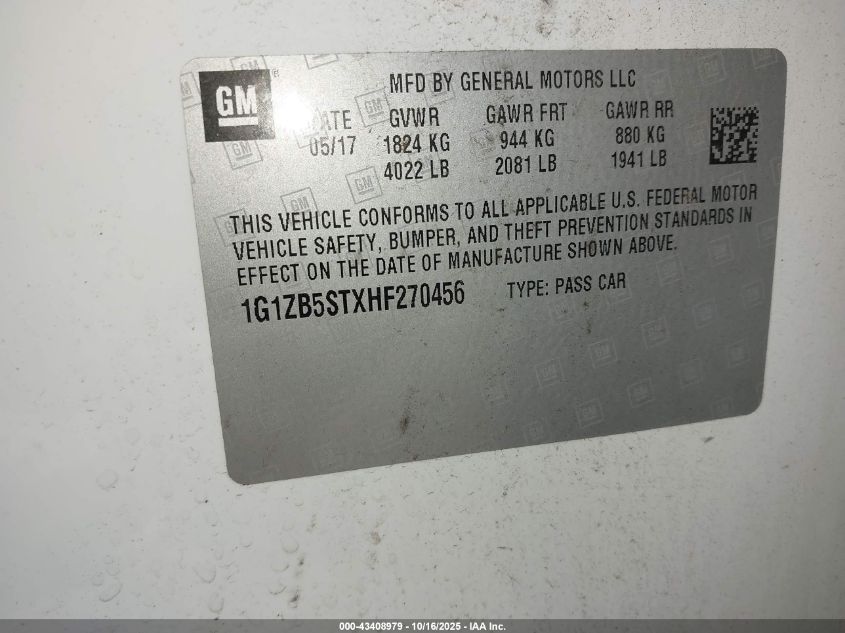 GM
MFD BY GENERAL MOTORS LLC
DATE GVWR GAWR FRT GAWR RR
05/17 1824 KG 944 KG 880 KG
4022 LB 2081 LB 1941 LB
THIS VEHICLE CONFORMS TO ALL APPLICABLE U.S. FEDERAL MOTOR
VEHICLE SAFETY, BUMPER, AND THEFT PREVENTION STANDARDS IN
EFFECT ON THE DATE OF MANUFACTURE SHOWN ABOVE.
1G1ZB5STXHF270456 TYPE: PASS CAR
000-43408979 - 10/16/2025 - IAA Inc.